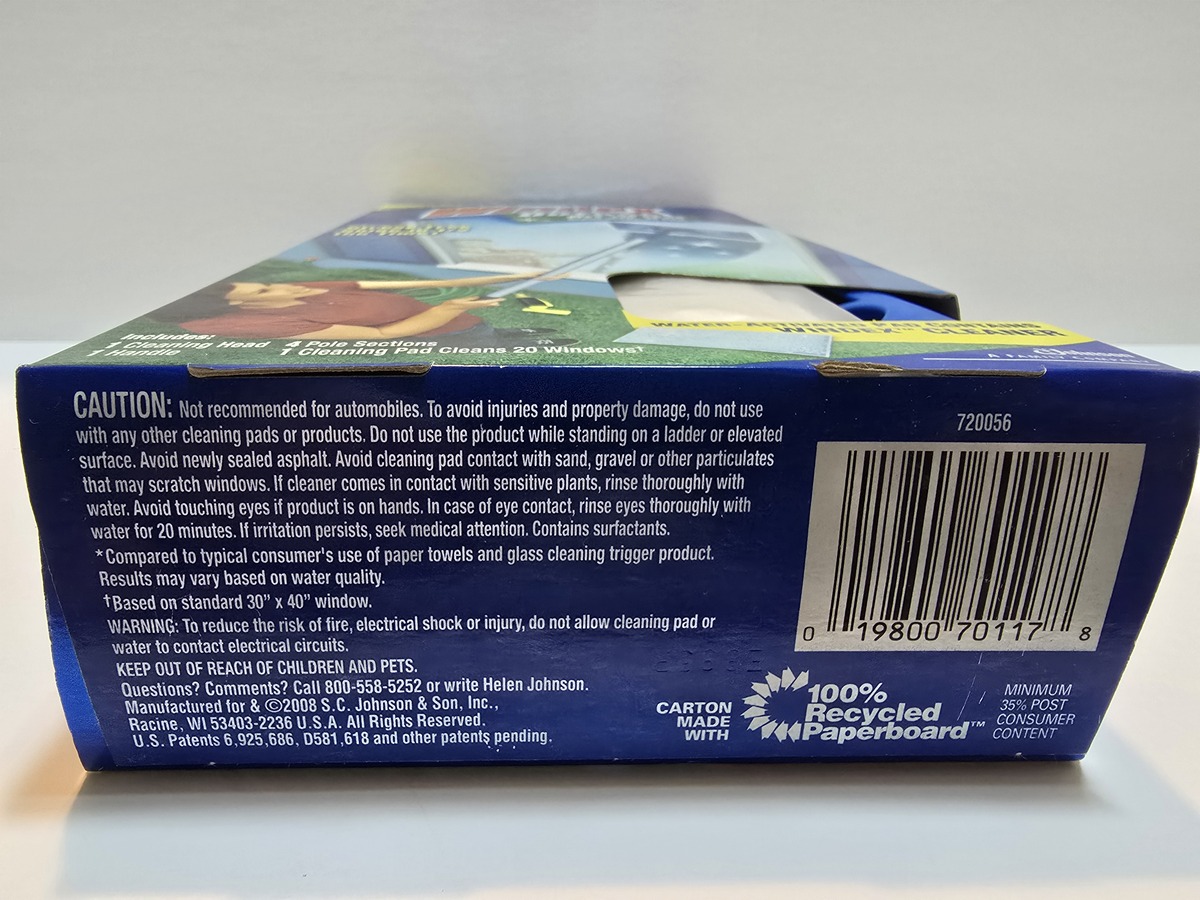 Includes:
1 Cleaning Head 4 Pole Sections
1 Handle 1 Cleaning Pad Cleans 20 Windows†
WATER-ACTIVATED PAD CONTAINS
WINDEX® CLEANER
SC Johnson
A FAMILY COMPANY
CAUTION: Not recommended for automobiles. To avoid injuries and property damage, do not use
with any other cleaning pads or products. Do not use the product while standing on a ladder or elevated
surface. Avoid newly sealed asphalt. Avoid cleaning pad contact with sand, gravel or other particulates
that may scratch windows. If cleaner comes in contact with sensitive plants, rinse thoroughly with
water. Avoid touching eyes if product is on hands. In case of eye contact, rinse eyes thoroughly with
water for 20 minutes. If irritation persists, seek medical attention. Contains surfactants.
*Compared to typical consumer's use of paper towels and glass cleaning trigger product.
Results may vary based on water quality.
†Based on standard 30” x 40” window.
WARNING: To reduce the risk of fire, electrical shock or injury, do not allow cleaning pad or
water to contact electrical circuits.
KEEP OUT OF REACH OF CHILDREN AND PETS.
Questions? Comments? Call 800-558-5252 or write Helen Johnson.
Manufactured for & ©2008 S.C. Johnson & Son, Inc.,
Racine, WI 53403-2236 U.S.A. All Rights Reserved.
U.S. Patents 6,925,686, D581,618 and other patents pending.
720056
0 19800 70117 8
CARTON
MADE
WITH
100%
Recycled
Paperboard™
MINIMUM
35% POST
CONSUMER
CONTENT